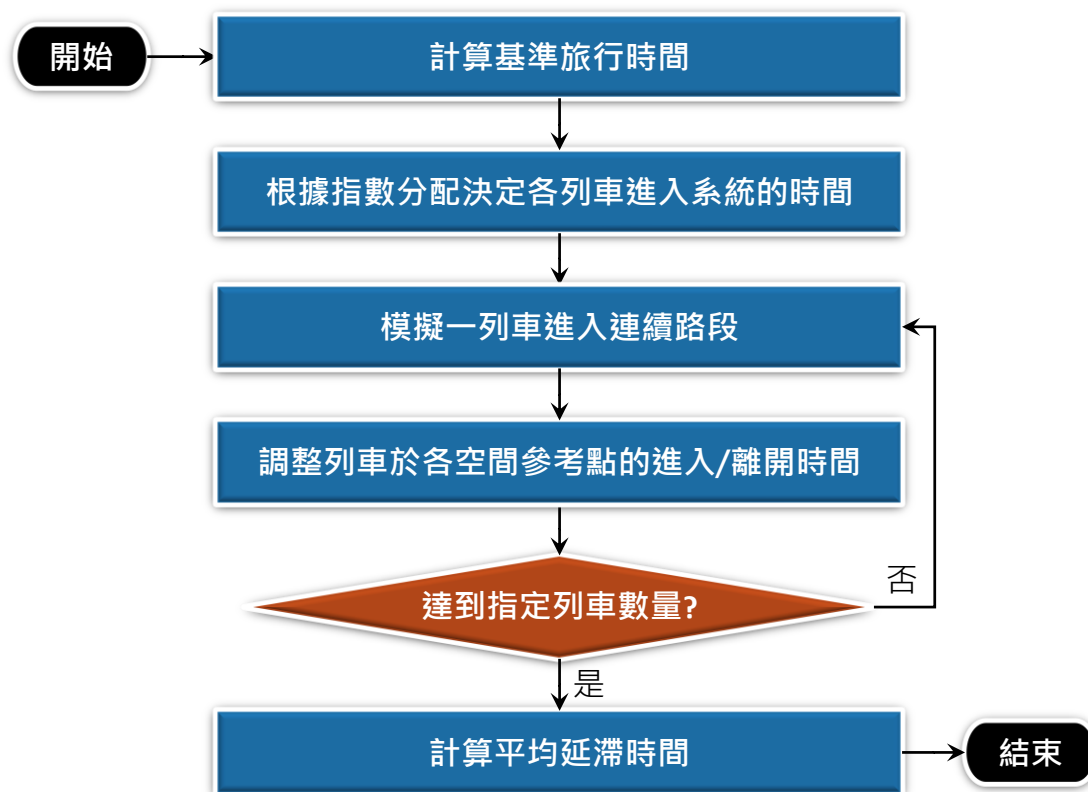 開始
計算基準旅行時間
根據指數分配決定各列車進入系統的時間
模擬一列車進入連續路段
調整列車於各空間參考點的進入/離開時間
達到指定列車數量?
否
是
計算平均延滯時間
結束